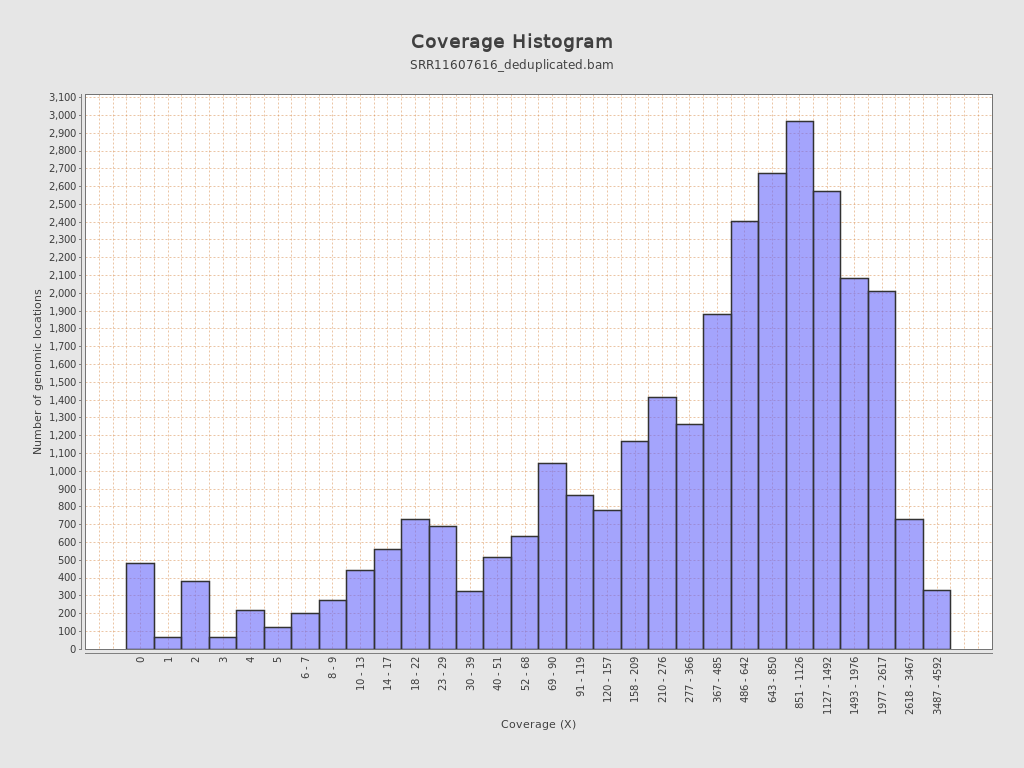 Coverage Histogram
SRR11607616_deduplicated.bam
Number of genomic locations
3,100
3,000
2,900
2,800
2,700
2,600
2,500
2,400
2,300
2,200
2,100
2,000
1,900
1,800
1,700
1,600
1,500
1,400
1,300
1,200
1,100
1,000
900
800
700
600
500
400
300
200
100
0
0
1
2
3
4
5
6 - 7
8 - 9
10 - 13
14 - 17
18 - 22
23 - 29
30 - 39
40 - 51
52 - 68
69 - 90
91 - 119
120 - 157
158 - 209
210 - 276
277 - 366
367 - 485
486 - 642
643 - 850
851 - 1126
1127 - 1492
1493 - 1976
1977 - 2617
2618 - 3467
3487 - 4592
Coverage (X)